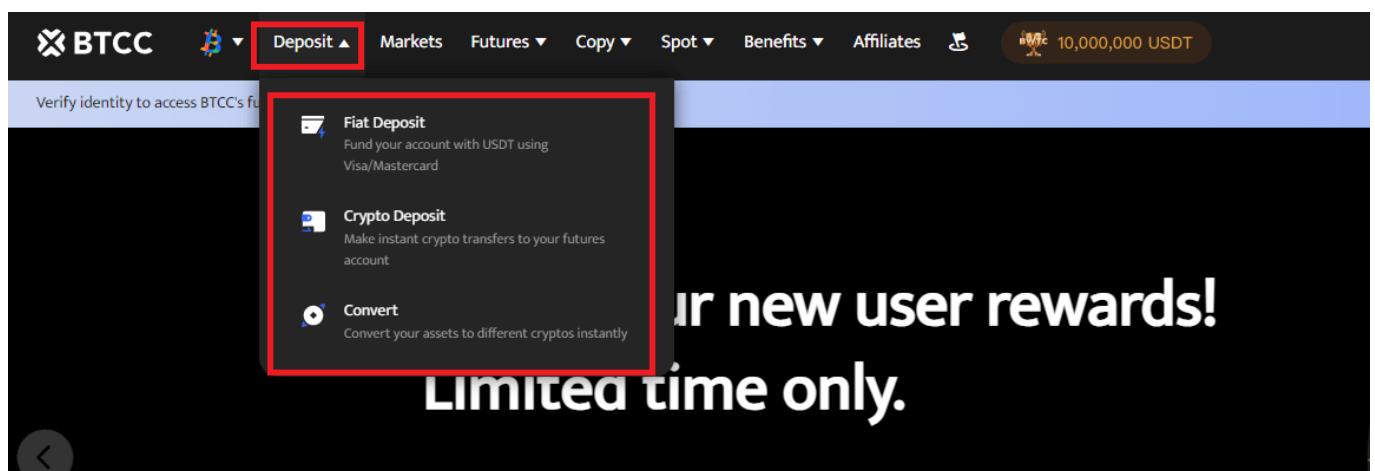 BTCC
Deposit ▲ Markets Futures ▼ Copy ▼ Spot ▼ Benefits ▼ Affiliates 10,000,000 USDT
Verify identity to access BTCC's fu
Fiat Deposit
Fund your account with USDT using
Visa/Mastercard
Crypto Deposit
Make instant crypto transfers to your futures
account
Convert
Convert your assets to different cryptos instantly
ur new user rewards!
Limited time only.